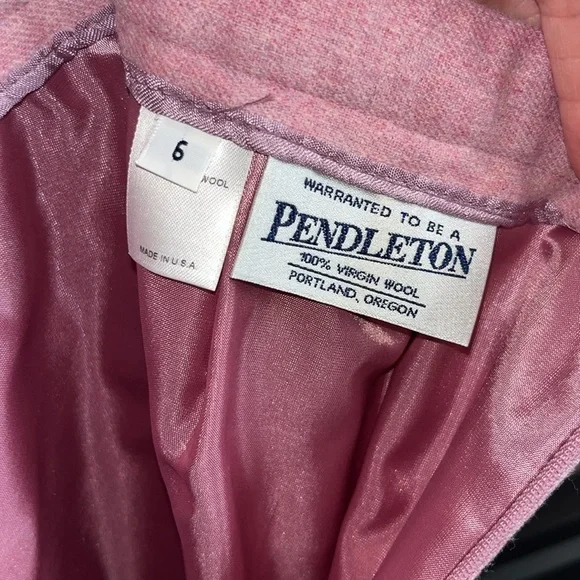 6
WOOL
MADE IN U.S.A.
WARRANTED TO BE A
PENDLETON
100% VIRGIN WOOL
PORTLAND, OREGON